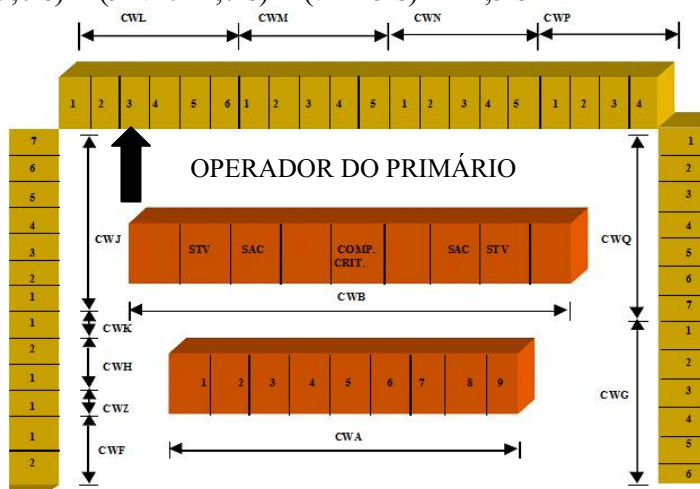 CWL CWM CWN CWP
1 2 3 4 5 6 1 2 3 4 5 1 2 3 4 5 1 2 3 4
7
6
5
4
3
2
1
1
2
1
1
1
2
OPERADOR DO PRIMÁRIO
CWJ
CWK
CWH
CWZ
CWF
STV SAC COMP. CRIT. SAC STV
CWB
1 2 3 4 5 6 7 8 9
CWA
CWQ
CWG
1
2
3
4
5
6
7
1
2
3
4
5
6